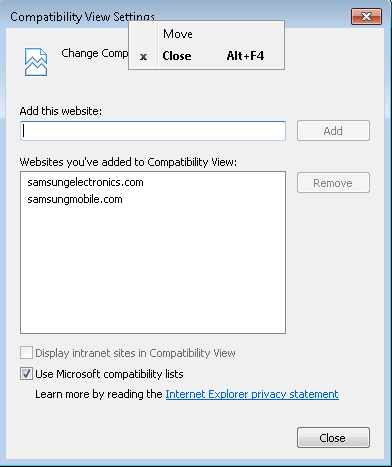 Compatibility View Settings
Move
x Close Alt+F4
Change Comp
Add this website:
Add
Websites you've added to Compatibility View:
samsungelectronics.com
samsungmobile.com
Remove
Display intranet sites in Compatibility View
Use Microsoft compatibility lists
Learn more by reading the Internet Explorer privacy statement
Close